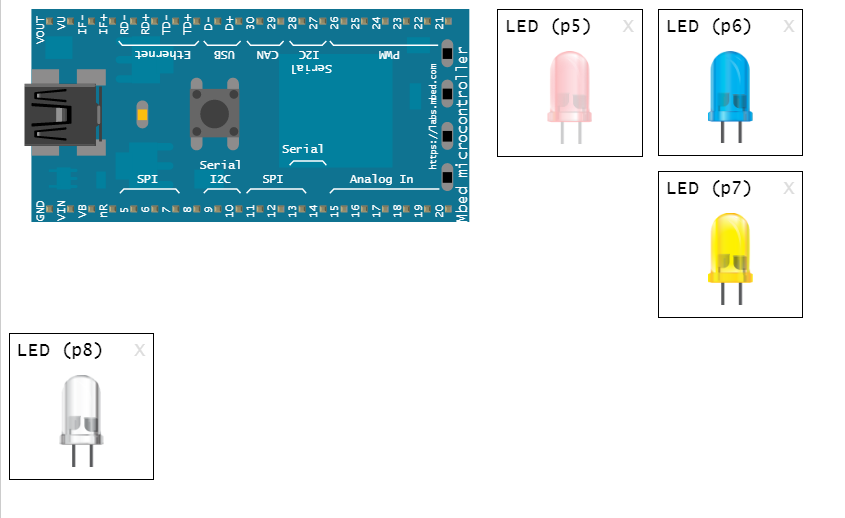 VOUT VU IF- IF+ RD- RD+ TD- TD+ D- D+ 30 29 28 27 26 25 24 23 22 21
Ethernet USB CAN I2C PWM
Serial
https://labs.mbed.com
Mbed microcontroller
Serial
Serial
SPI I2C SPI Analog In
GND VIN VB nR 5 6 7 8 9 10 11 12 13 14 15 16 17 18 19 20
LED (p5) X
LED (p6) X
LED (p7) X
LED (p8) X